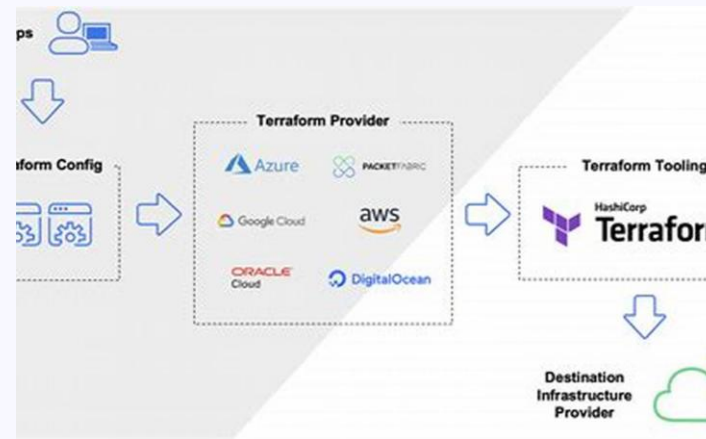 ps
Terraform Provider
form Config
Terraform Tooling
Azure
PACKETFABRIC
HashiCorp
Terrafor
Google Cloud
aws
ORACLE
Cloud
DigitalOcean
Destination
Infrastructure
Provider